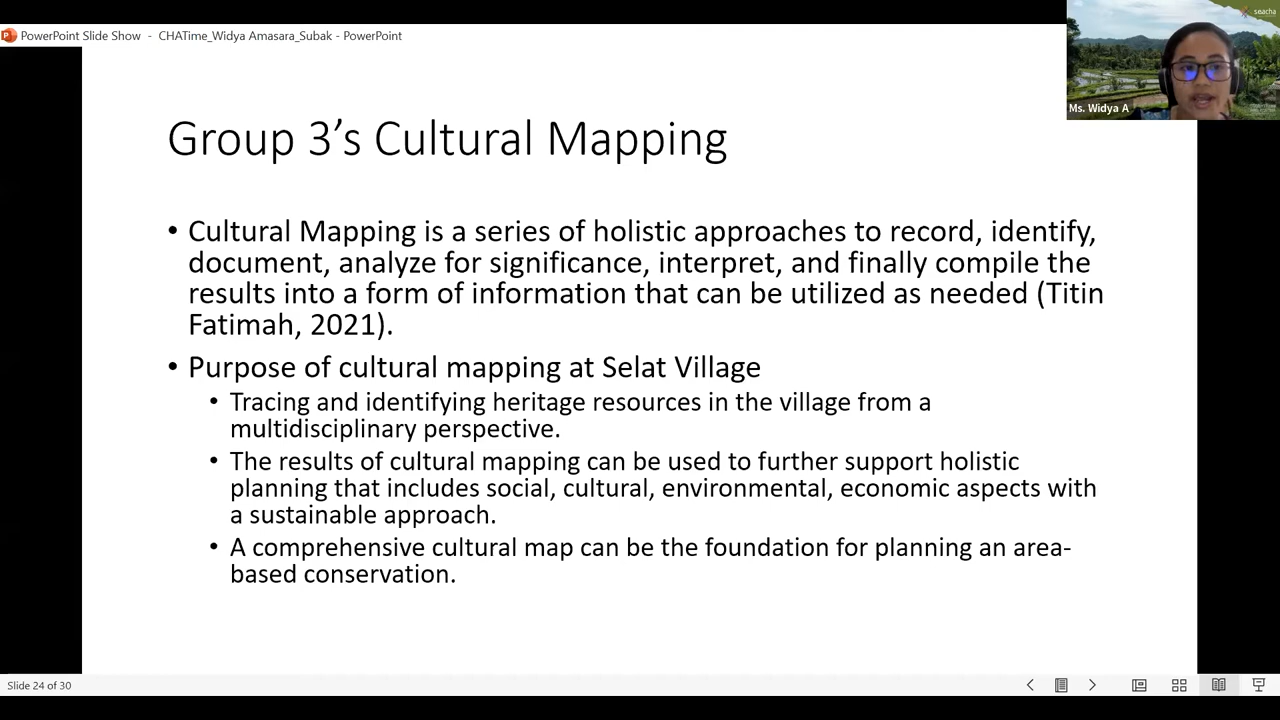 PowerPoint Slide Show - CHATime_Widya Amasara_Subak - PowerPoint
seacha
Ms. Widya A
Group 3’s Cultural Mapping
• Cultural Mapping is a series of holistic approaches to record, identify,
document, analyze for significance, interpret, and finally compile the
results into a form of information that can be utilized as needed (Titin
Fatimah, 2021).
• Purpose of cultural mapping at Selat Village
• Tracing and identifying heritage resources in the village from a
multidisciplinary perspective.
• The results of cultural mapping can be used to further support holistic
planning that includes social, cultural, environmental, economic aspects with
a sustainable approach.
• A comprehensive cultural map can be the foundation for planning an area-
based conservation.
Slide 24 of 30